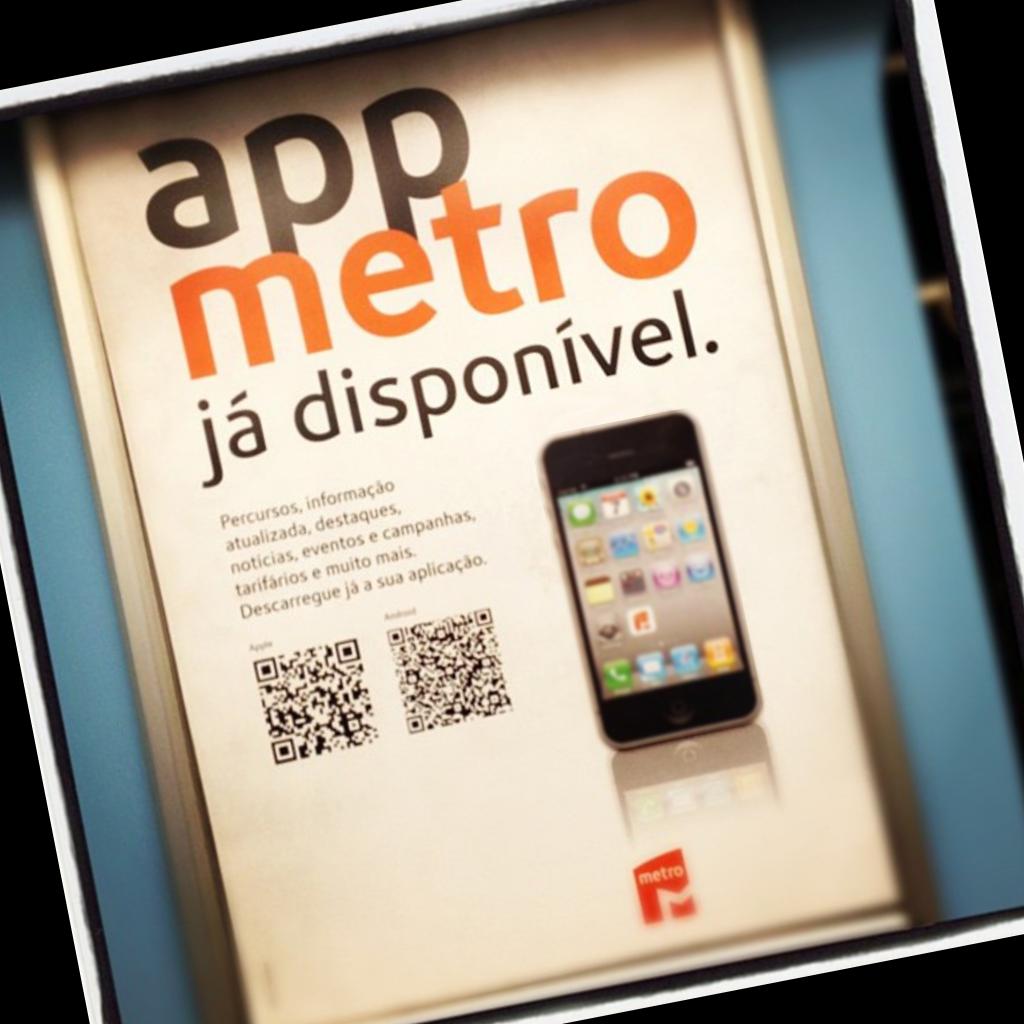 app
metro
já disponível.
Percursos, informação
atualizada, destaques,
notícias, eventos e campanhas,
tarifários e muito mais.
Descarregue já a sua aplicação.
Apple
Android
7
metro